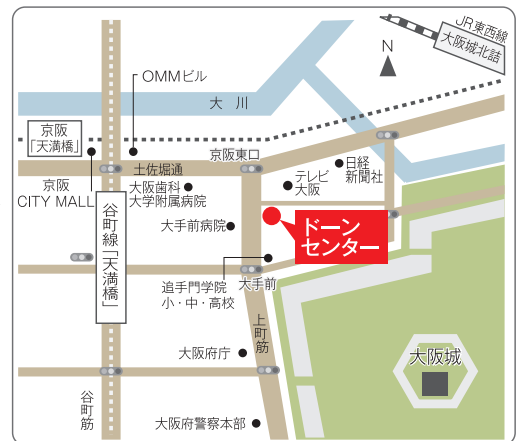 JR東西線
大阪城北詰
N
OMMビル
大 川
京阪
「天満橋」
土佐堀通
京阪東口
日経
新聞社
テレビ
大阪
京阪
CITY MALL
大阪歯科
大学附属病院
谷町線「天満橋」
大手前病院
ドーン
センター
追手門学院
小・中・高校
大手前
上町筋
大阪府庁
大阪城
谷町筋
大阪府警察本部